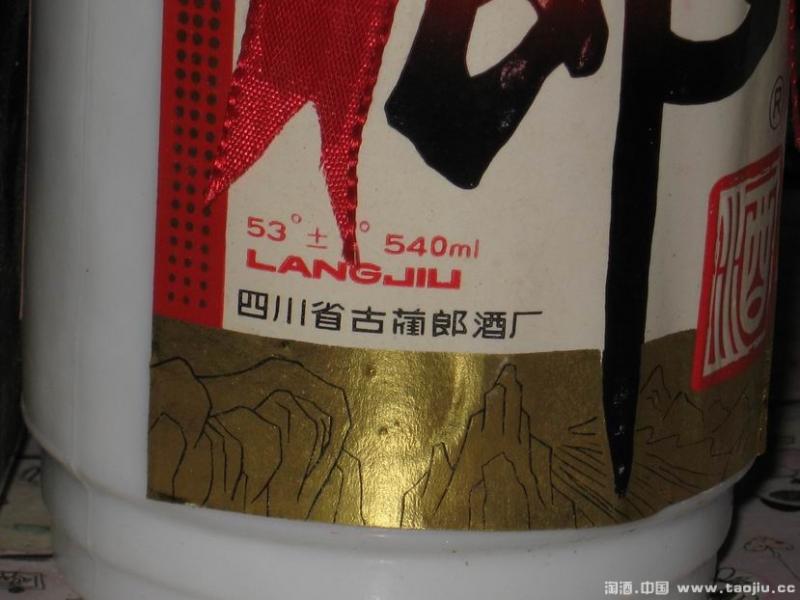 郎
®
酒
53°± ° 540ml
LANGJIU
四川省古蔺郎酒厂
淘酒.中国 www.taojiu.cc